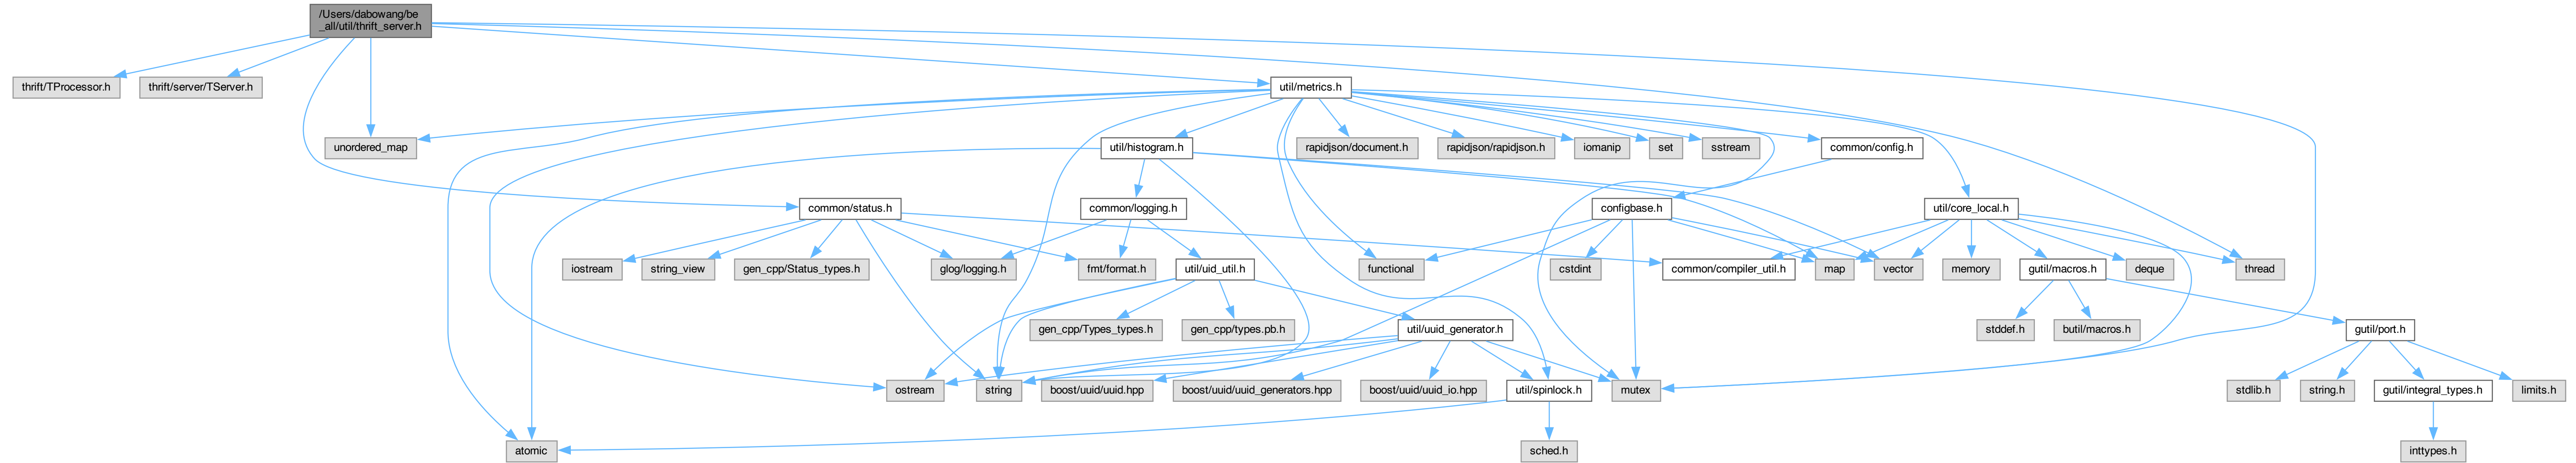 /Users/dabowang/be
_all/util/thrift_server.h
thrift/TProcessor.h
thrift/server/TServer.h
util/metrics.h
unordered_map
util/histogram.h
rapidjson/document.h
rapidjson/rapidjson.h
iomanip
set
sstream
common/config.h
common/status.h
common/logging.h
configbase.h
util/core_local.h
iostream
string_view
gen_cpp/Status_types.h
glog/logging.h
fmt/format.h
util/uid_util.h
functional
cstdint
common/compiler_util.h
map
vector
memory
gutil/macros.h
deque
thread
gen_cpp/Types_types.h
gen_cpp/types.pb.h
util/uuid_generator.h
stddef.h
butil/macros.h
gutil/port.h
ostream
string
boost/uuid/uuid.hpp
boost/uuid/uuid_generators.hpp
boost/uuid/uuid_io.hpp
util/spinlock.h
mutex
stdlib.h
string.h
gutil/integral_types.h
limits.h
atomic
sched.h
inttypes.h